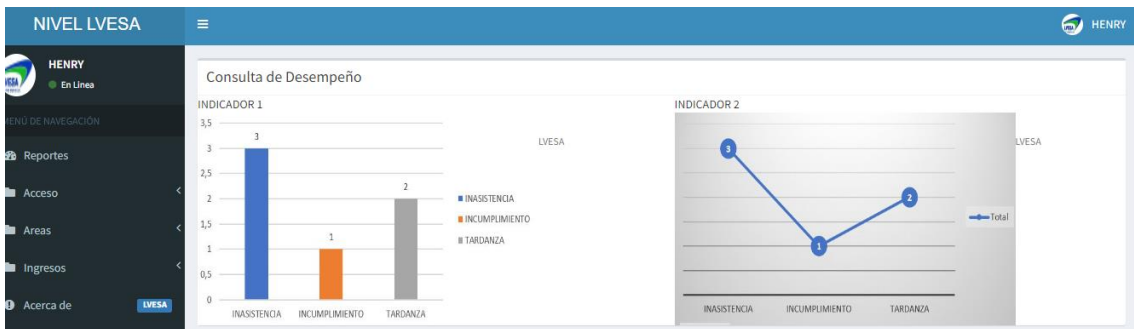 NIVEL LVESA
HENRY
HENRY
En Linea
MENÚ DE NAVEGACIÓN
Reportes
Acceso
Areas
Ingresos
Acerca de LVESA
Consulta de Desempeño
INDICADOR 1
3,5
3
2,5
2
1,5
1
0,5
0
3
1
2
INASISTENCIA INCUMPLIMIENTO TARDANZA
LVESA
INASISTENCIA
INCUMPLIMIENTO
TARDANZA
INDICADOR 2
3
1
2
INASISTENCIA INCUMPLIMIENTO TARDANZA
LVESA
Total